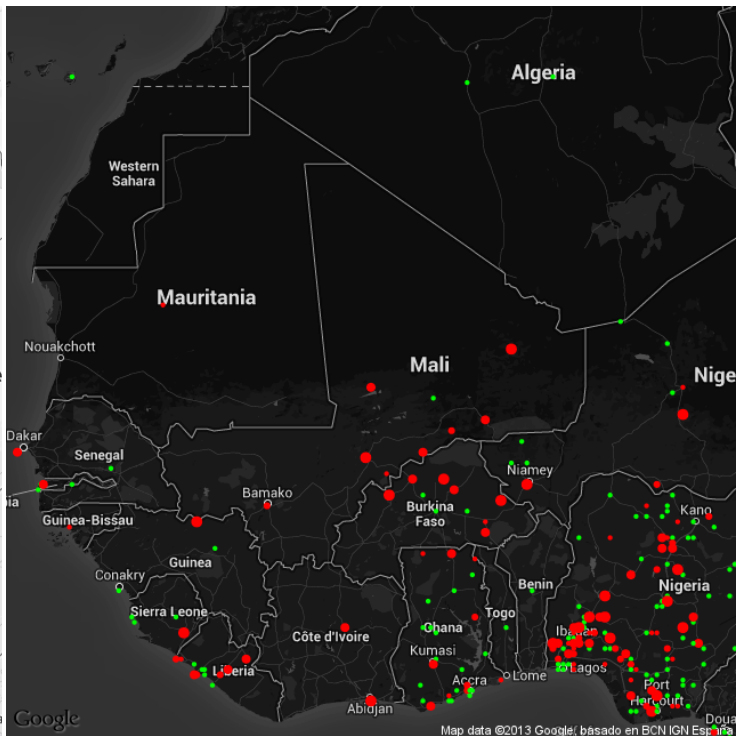 Algeria
Western
Sahara
Mauritania
Nouakchott
Mali
Nige
Dakar
Senegal
Niamey
Bamako
bia
Guinea-Bissau
Burkina
Faso
Kano
Guinea
Benin
Nigeria
Conakry
Togo
Sierra Leone
Ghana
Côte d'Ivoire
Ibadan
Kumasi
Liberia
Lagos
Accra
Lome
Port
Harcourt
Abidjan
Doua
Google
Map data ©2013 Google, basado en BCN IGN España